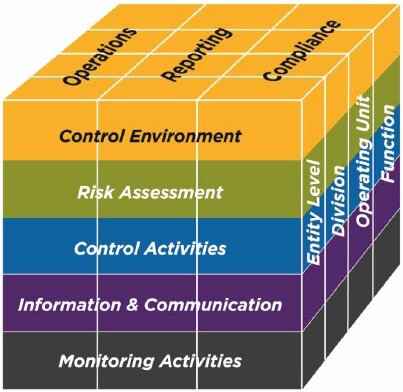 Operations
Reporting
Compliance
Control Environment
Risk Assessment
Control Activities
Information & Communication
Monitoring Activities
Entity Level
Division
Operating Unit
Function